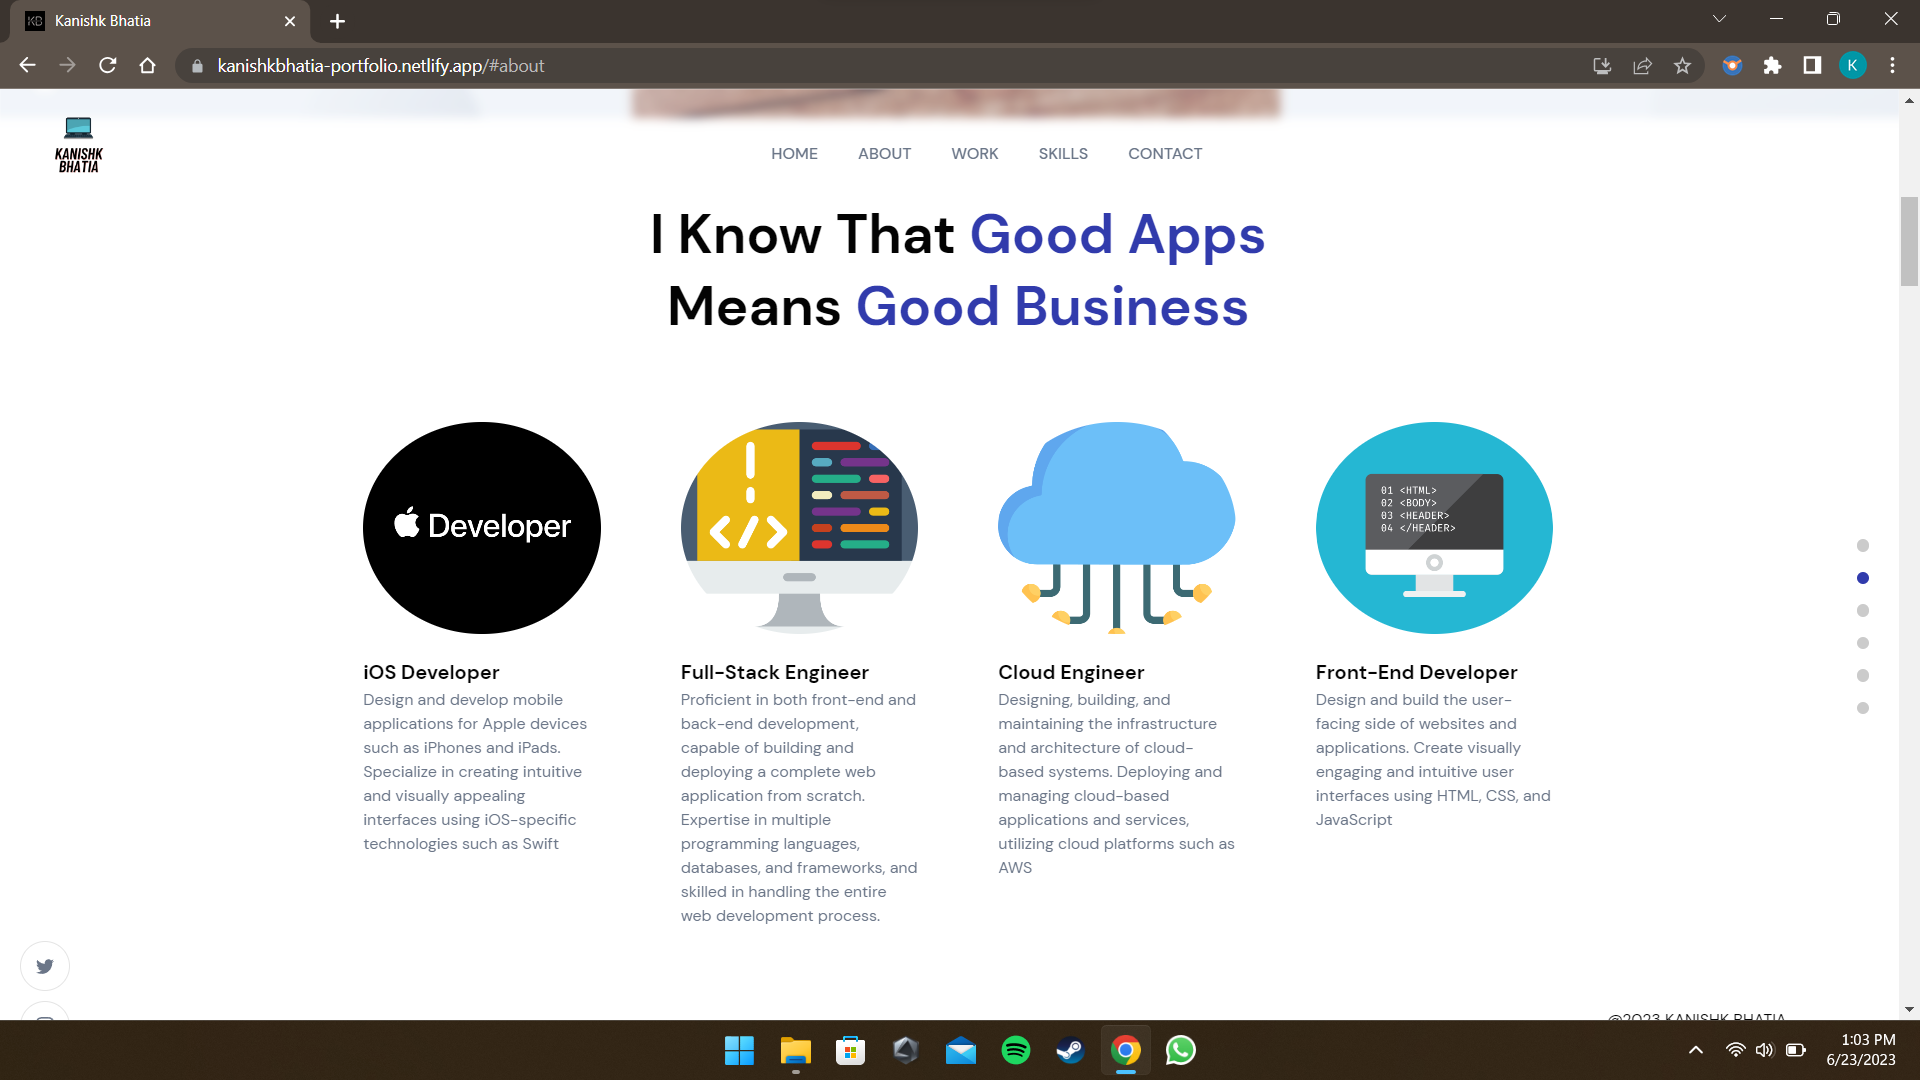 KB
Kanishk Bhatia
kanishkbhatia-portfolio.netlify.app/#about
K
KANISHK
BHATIA
HOME
ABOUT
WORK
SKILLS
CONTACT
I Know That Good Apps
Means Good Business
Developer
01 <HTML>
02 <BODY>
03 <HEADER>
04 </HEADER>
iOS Developer
Design and develop mobile
applications for Apple devices
such as iPhones and iPads.
Specialize in creating intuitive
and visually appealing
interfaces using iOS-specific
technologies such as Swift
Full-Stack Engineer
Proficient in both front-end and
back-end development,
capable of building and
deploying a complete web
application from scratch.
Expertise in multiple
programming languages,
databases, and frameworks, and
skilled in handling the entire
web development process.
Cloud Engineer
Designing, building, and
maintaining the infrastructure
and architecture of cloud-
based systems. Deploying and
managing cloud-based
applications and services,
utilizing cloud platforms such as
AWS
Front-End Developer
Design and build the user-
facing side of websites and
applications. Create visually
engaging and intuitive user
interfaces using HTML, CSS, and
JavaScript
@2023 KANISHK BHATIA
1:03 PM
6/23/2023